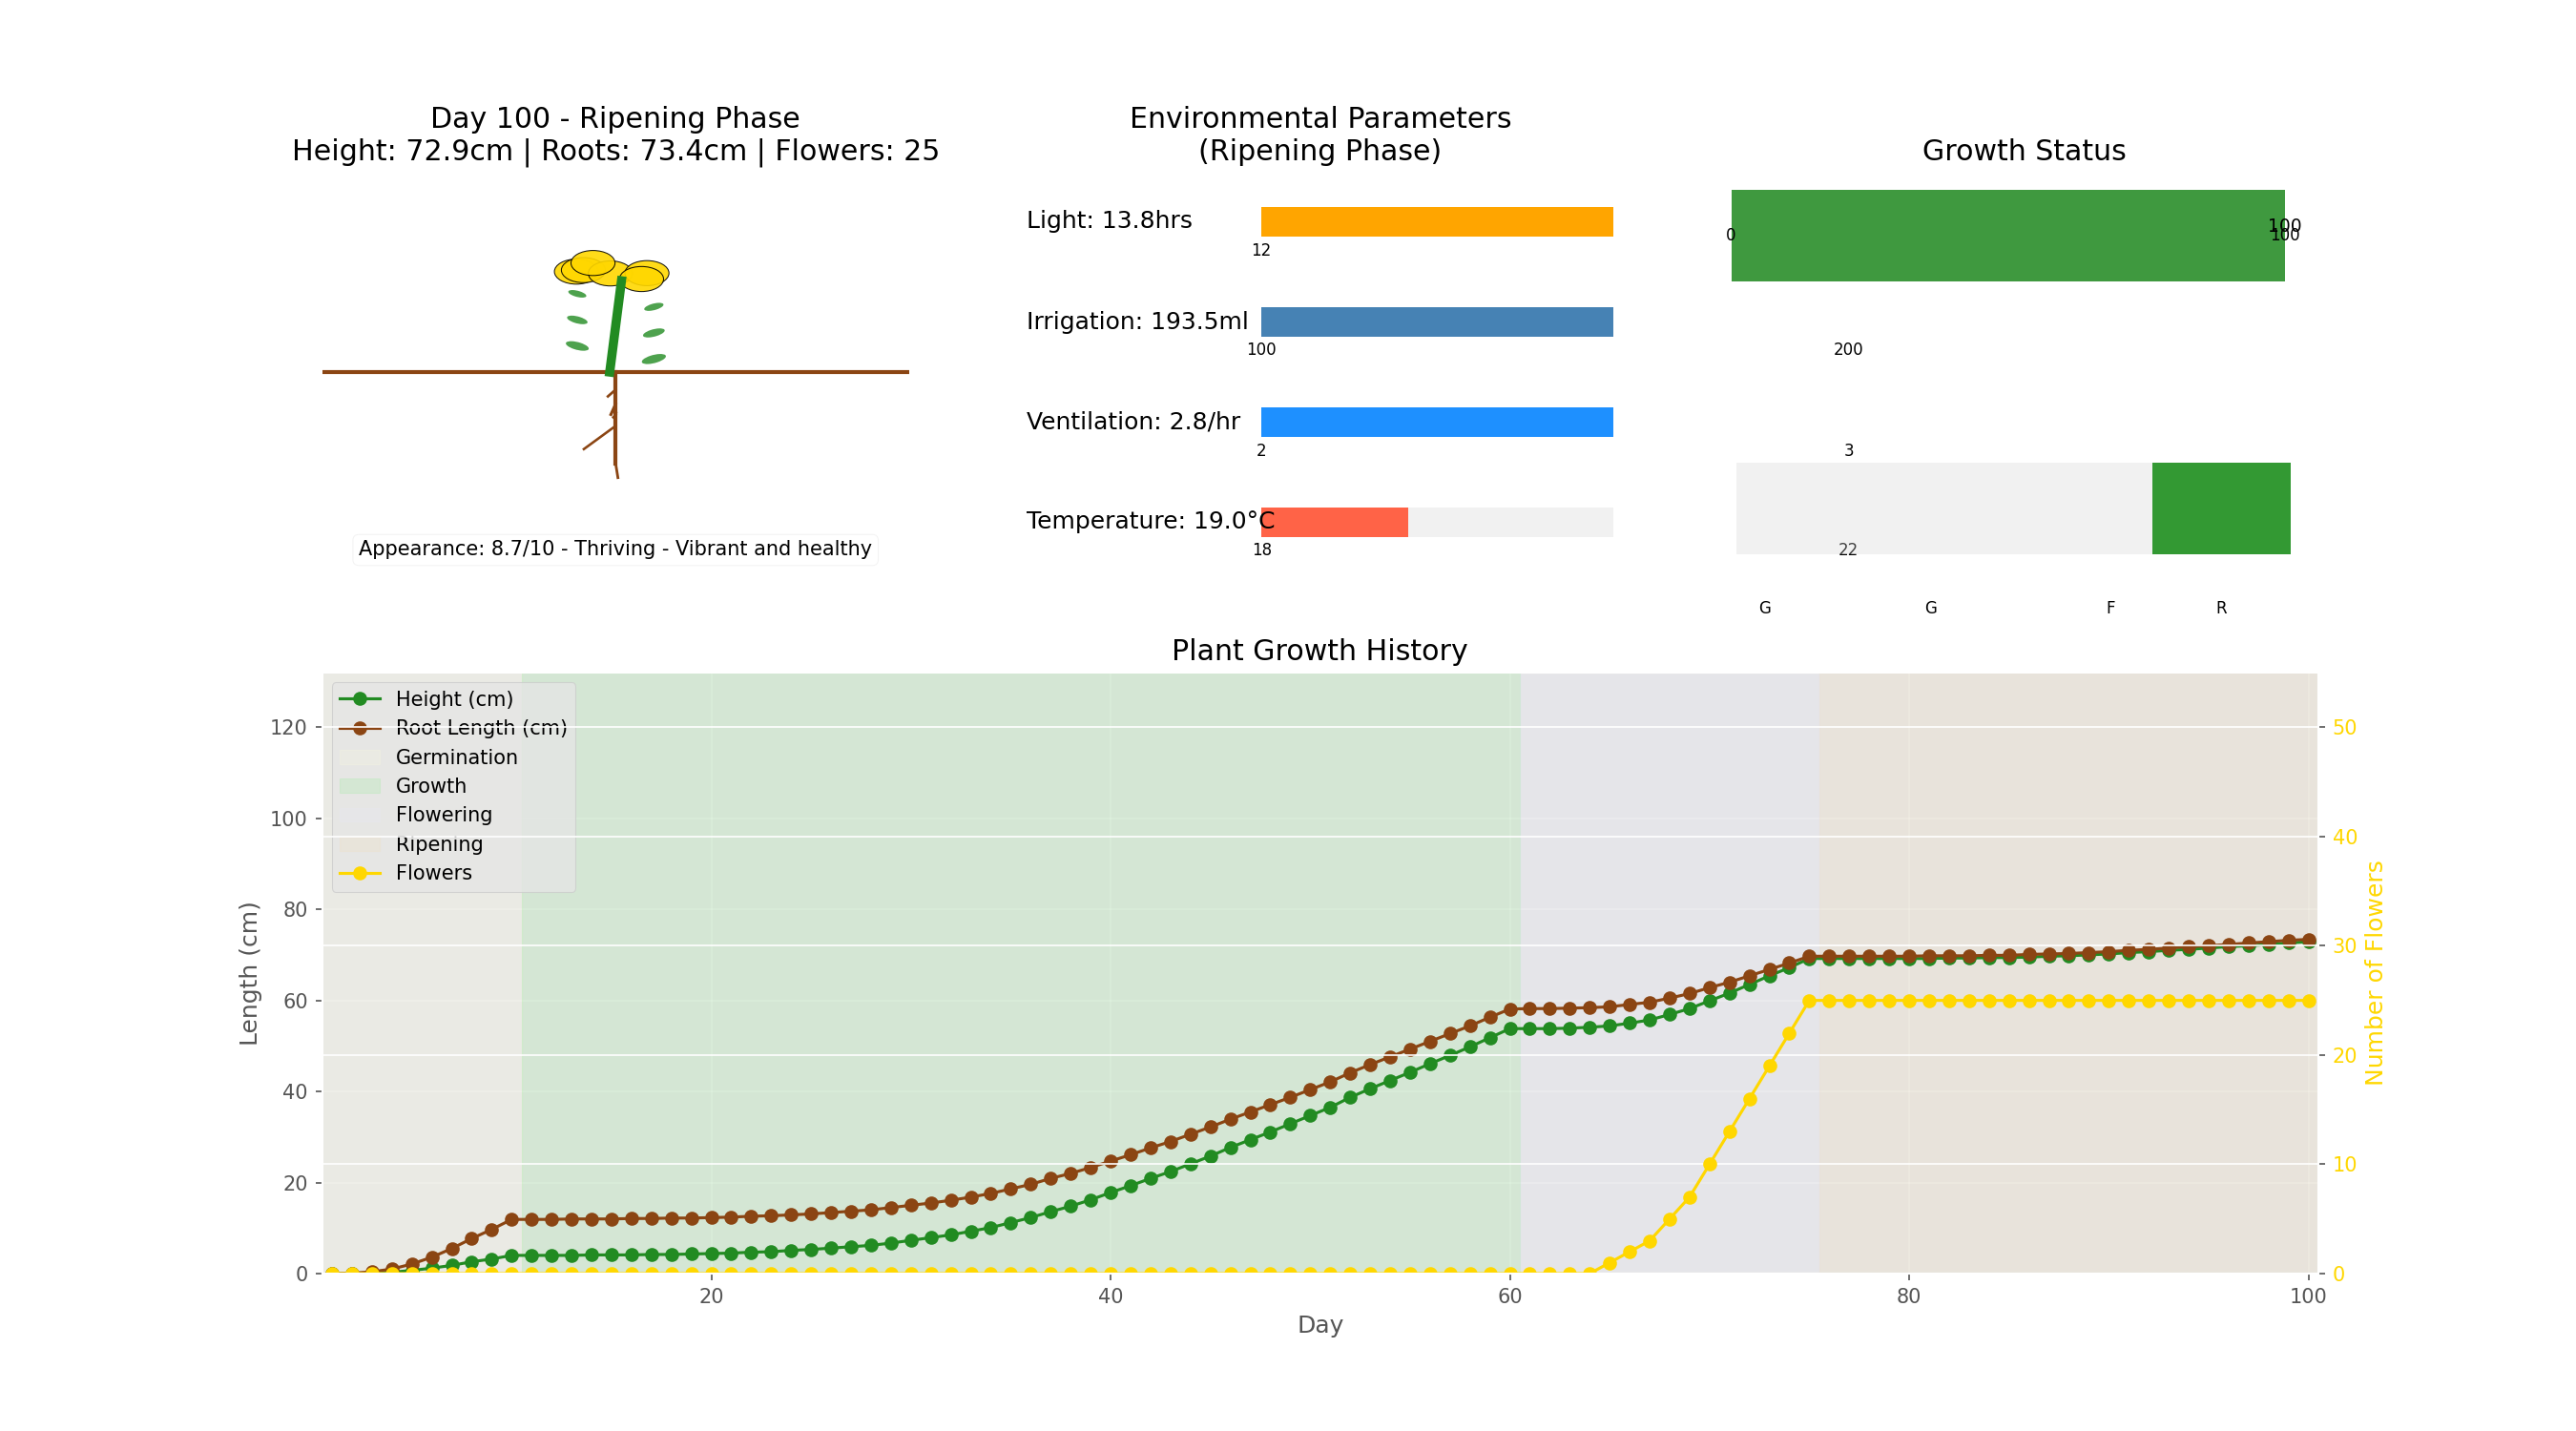 Day 100 - Ripening Phase
Height: 72.9cm | Roots: 73.4cm | Flowers: 25
Appearance: 8.7/10 - Thriving - Vibrant and healthy
Environmental Parameters
(Ripening Phase)
Light: 13.8hrs
12
Irrigation: 193.5ml
100
200
Ventilation: 2.8/hr
2
3
Temperature: 19.0°C
18
22
Growth Status
100
0
100
G
G
F
R
Plant Growth History
Height (cm)
Root Length (cm)
Germination
Growth
Flowering
Ripening
Flowers
Length (cm)
120
100
80
60
40
20
0
20
40
60
80
100
Day
50
40
30
20
10
0
Number of Flowers